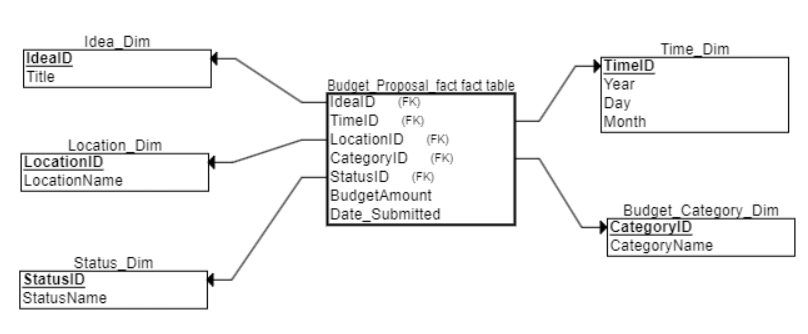 Idea_Dim
IdeaID
Title
Location_Dim
LocationID
LocationName
Status_Dim
StatusID
StatusName
Budget_Proposal_fact fact table
IdeaID (FK)
TimeID (FK)
LocationID (FK)
CategoryID (FK)
StatusID (FK)
BudgetAmount
Date_Submitted
Time_Dim
TimeID
Year
Day
Month
Budget_Category_Dim
CategoryID
CategoryName